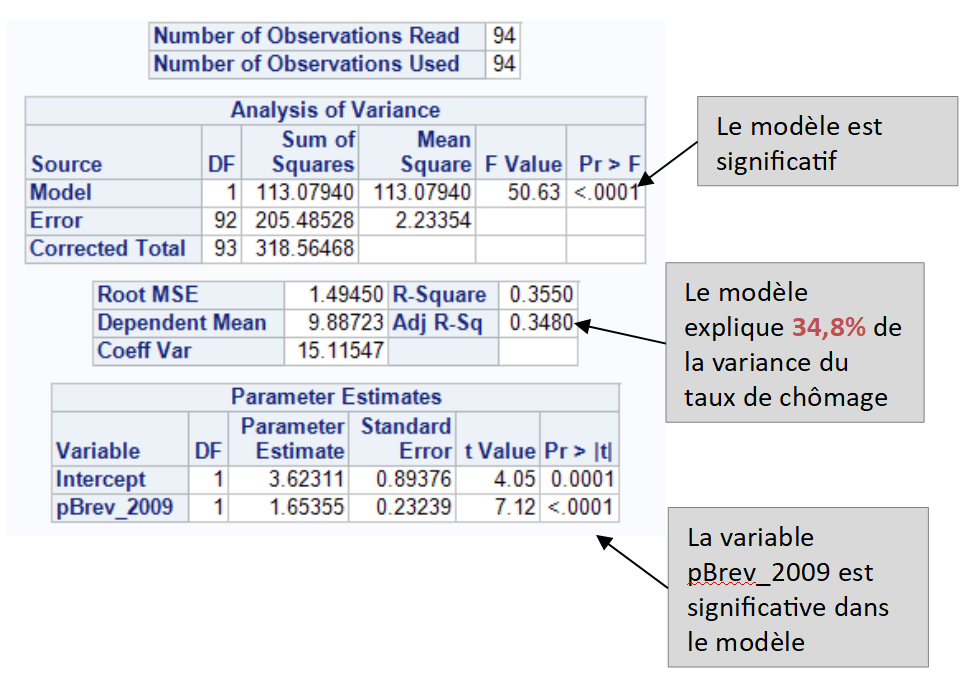 Number of Observations Read 94
Number of Observations Used 94
Analysis of Variance
Source DF Sum of Squares Mean Square F Value Pr > F
Model 1 113.07940 113.07940 50.63 <.0001
Error 92 205.48528 2.23354
Corrected Total 93 318.56468
Le modèle est
significatif
Root MSE 1.49450 R-Square 0.3550
Dependent Mean 9.88723 Adj R-Sq 0.3480
Coeff Var 15.11547
Le modèle
explique 34,8% de
la variance du
taux de chômage
Parameter Estimates
Variable DF Parameter Estimate Standard Error t Value Pr > |t|
Intercept 1 3.62311 0.89376 4.05 0.0001
pBrev_2009 1 1.65355 0.23239 7.12 <.0001
La variable
pBrev_2009 est
significative dans
le modèle